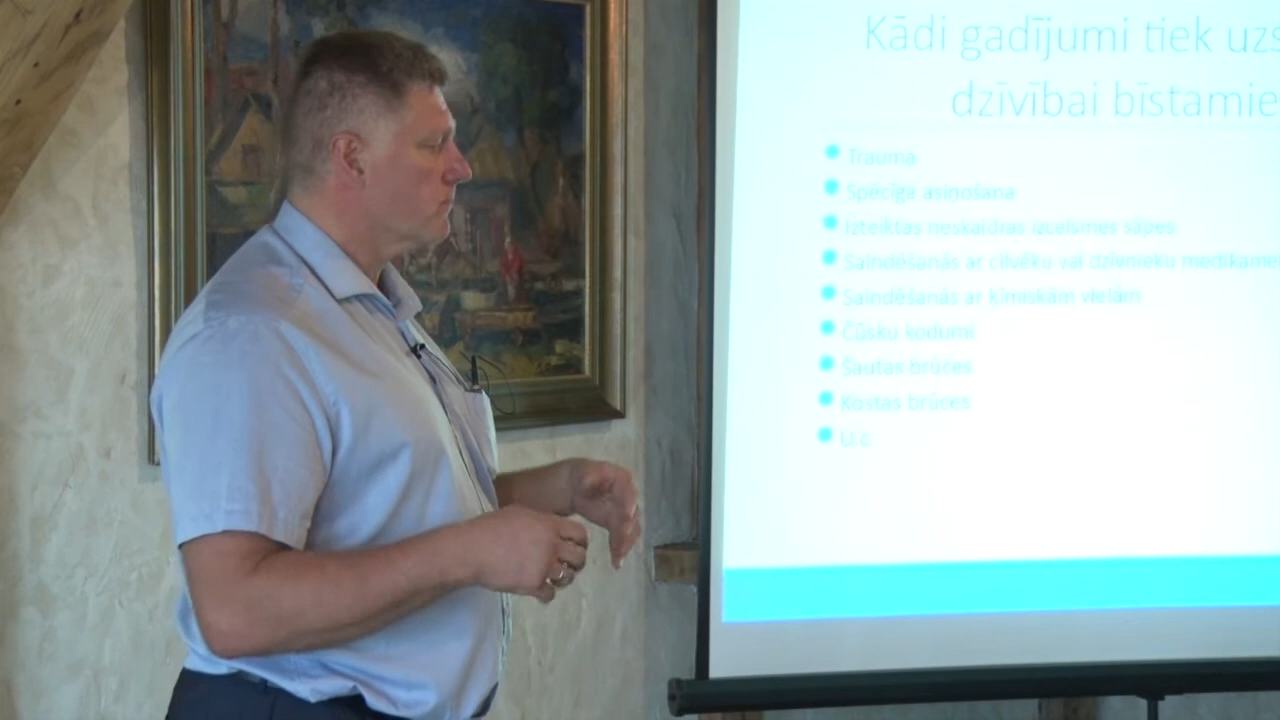 Kādi gadījumi tiek uzs
dzīvībai bīstamie
Trauma
Spēcīga asiņošana
Izteiktas neskaidras izcelsmes sāpes
Saindēšanās ar cilvēku vai dzīvnieku medikame
Saindēšanās ar ķīmiskām vielām
Čūsku kodumi
Šautas brūces
Kostas brūces
U.c.